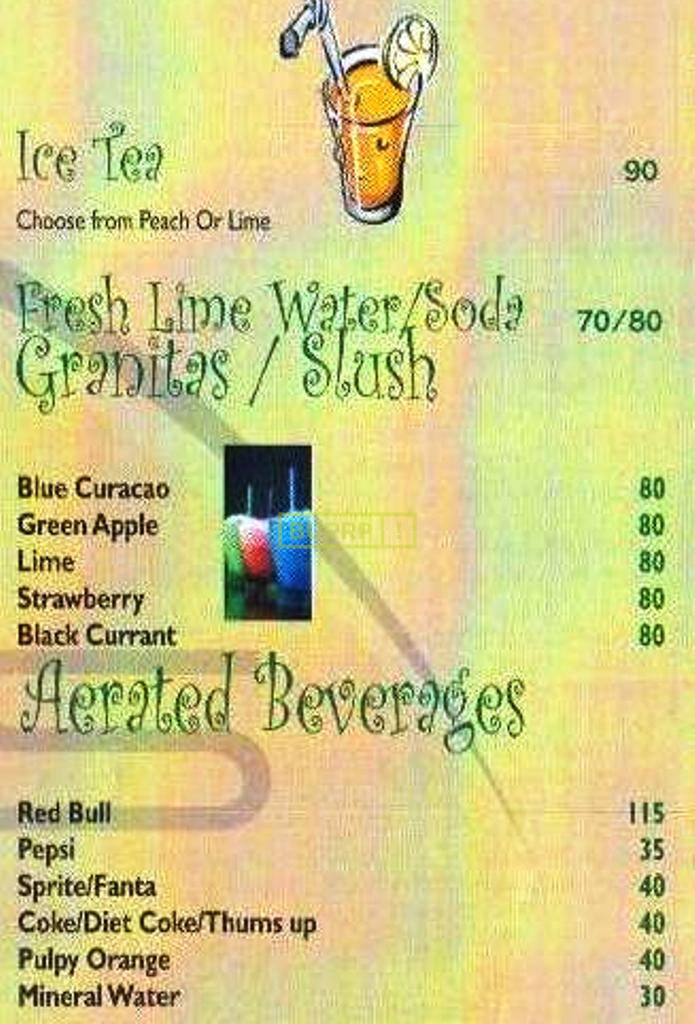 Ice Tea 90
Choose from Peach Or Lime
Fresh Lime Water/Soda 70/80
Granitas / Slush
Blue Curacao 80
Green Apple 80
Lime 80
Strawberry 80
Black Currant 80
Aerated Beverages
Red Bull 115
Pepsi 35
Sprite/Fanta 40
Coke/Diet Coke/Thums up 40
Pulpy Orange 40
Mineral Water 30